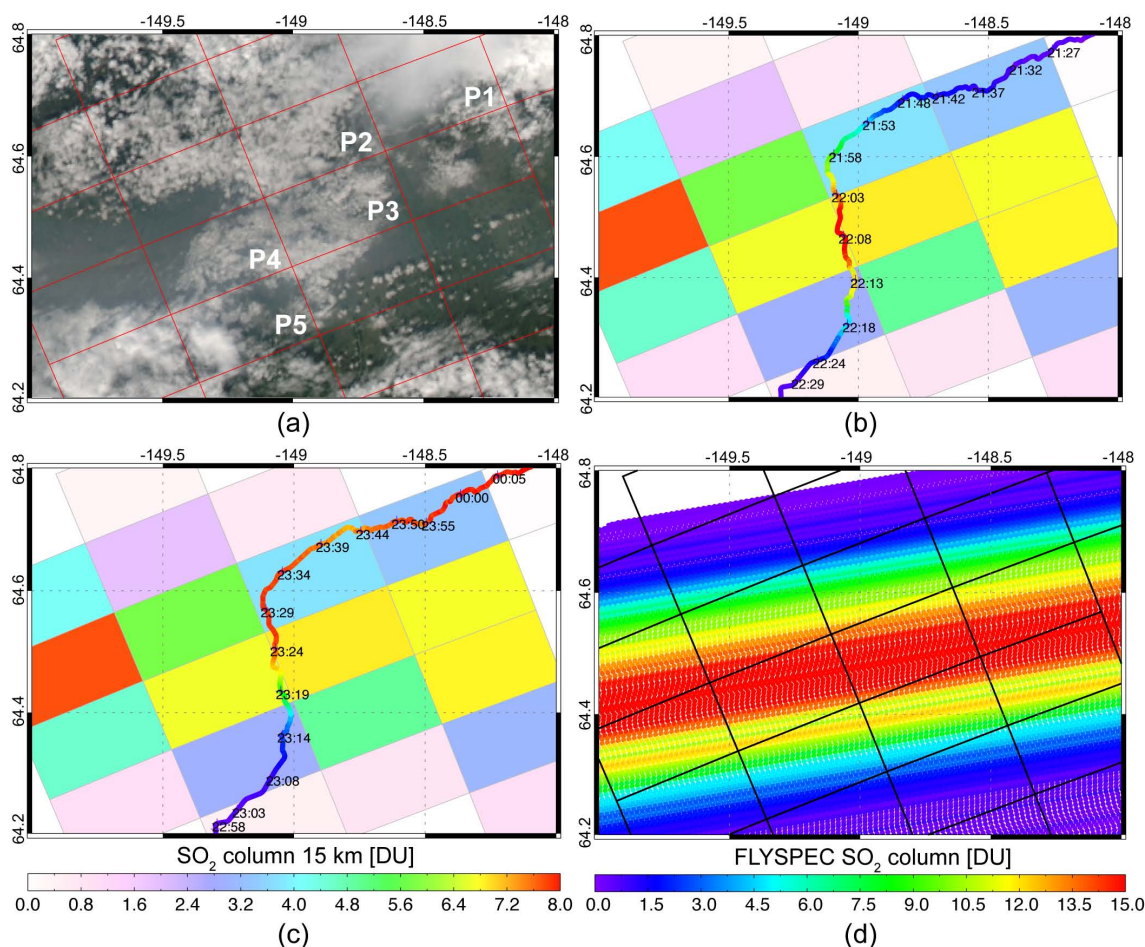 -149.5 -149 -148.5 -148
-149.5 -149 -148.5 -148
64.8
64.6
64.4
64.2
P1
P2
P3
P4
P5
(a)
64.8
64.6
64.4
64.2
21:27
21:32
21:37
21:42
21:48
21:53
21:58
22:03
22:08
22:13
22:18
22:24
22:29
(b)
-149.5 -149 -148.5 -148
-149.5 -149 -148.5 -148
64.8
64.6
64.4
64.2
00:05
00:00
23:55
23:50
23:44
23:39
23:34
23:29
23:24
23:19
23:14
23:08
23:03
22:58
64.8
64.6
64.4
64.2
SO2 column 15 km [DU]
0.0 0.8 1.6 2.4 3.2 4.0 4.8 5.6 6.4 7.2 8.0
(c)
FLYSPEC SO2 column [DU]
0.0 1.5 3.0 4.5 6.0 7.5 9.0 10.5 12.0 13.5 15.0
(d)